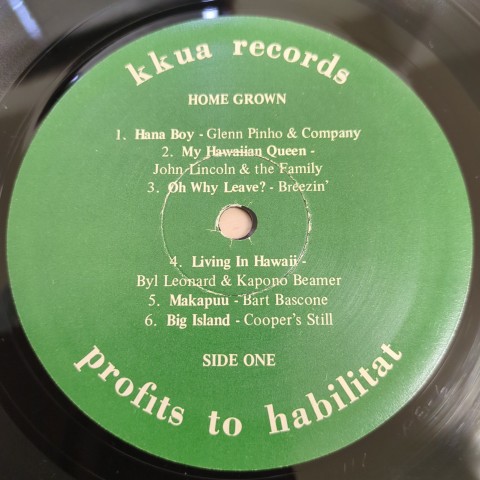 kkua records
HOME GROWN
1. Hana Boy - Glenn Pinho & Company
2. My Hawaiian Queen -
John Lincoln & the Family
3. Oh Why Leave? - Breezin'
4. Living In Hawaii -
Byl Leonard & Kapono Beamer
5. Makapuu - Bart Bascone
6. Big Island - Cooper's Still
SIDE ONE
profits to habilitat